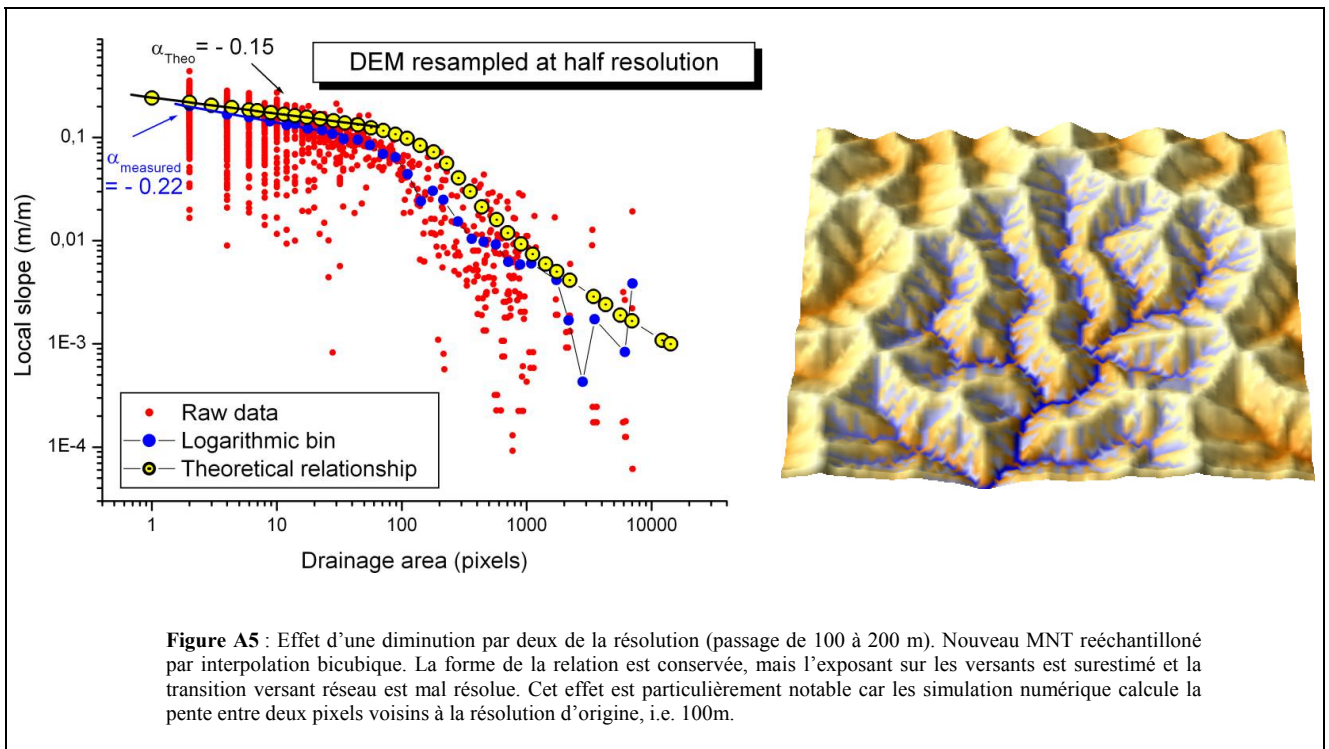 α_Theo = - 0.15
DEM resampled at half resolution
α_measured
= - 0.22
Local slope (m/m)
0,1
0,01
1E-3
1E-4
Raw data
Logarithmic bin
Theoretical relationship
1
10
100
1000
10000
Drainage area (pixels)
Figure A5 : Effet d’une diminution par deux de la résolution (passage de 100 à 200 m). Nouveau MNT reéchantilloné
par interpolation bicubique. La forme de la relation est conservée, mais l’exposant sur les versants est surestimé et la
transition versant réseau est mal résolue. Cet effet est particulièrement notable car les simulation numérique calcule la
pente entre deux pixels voisins à la résolution d’origine, i.e. 100m.